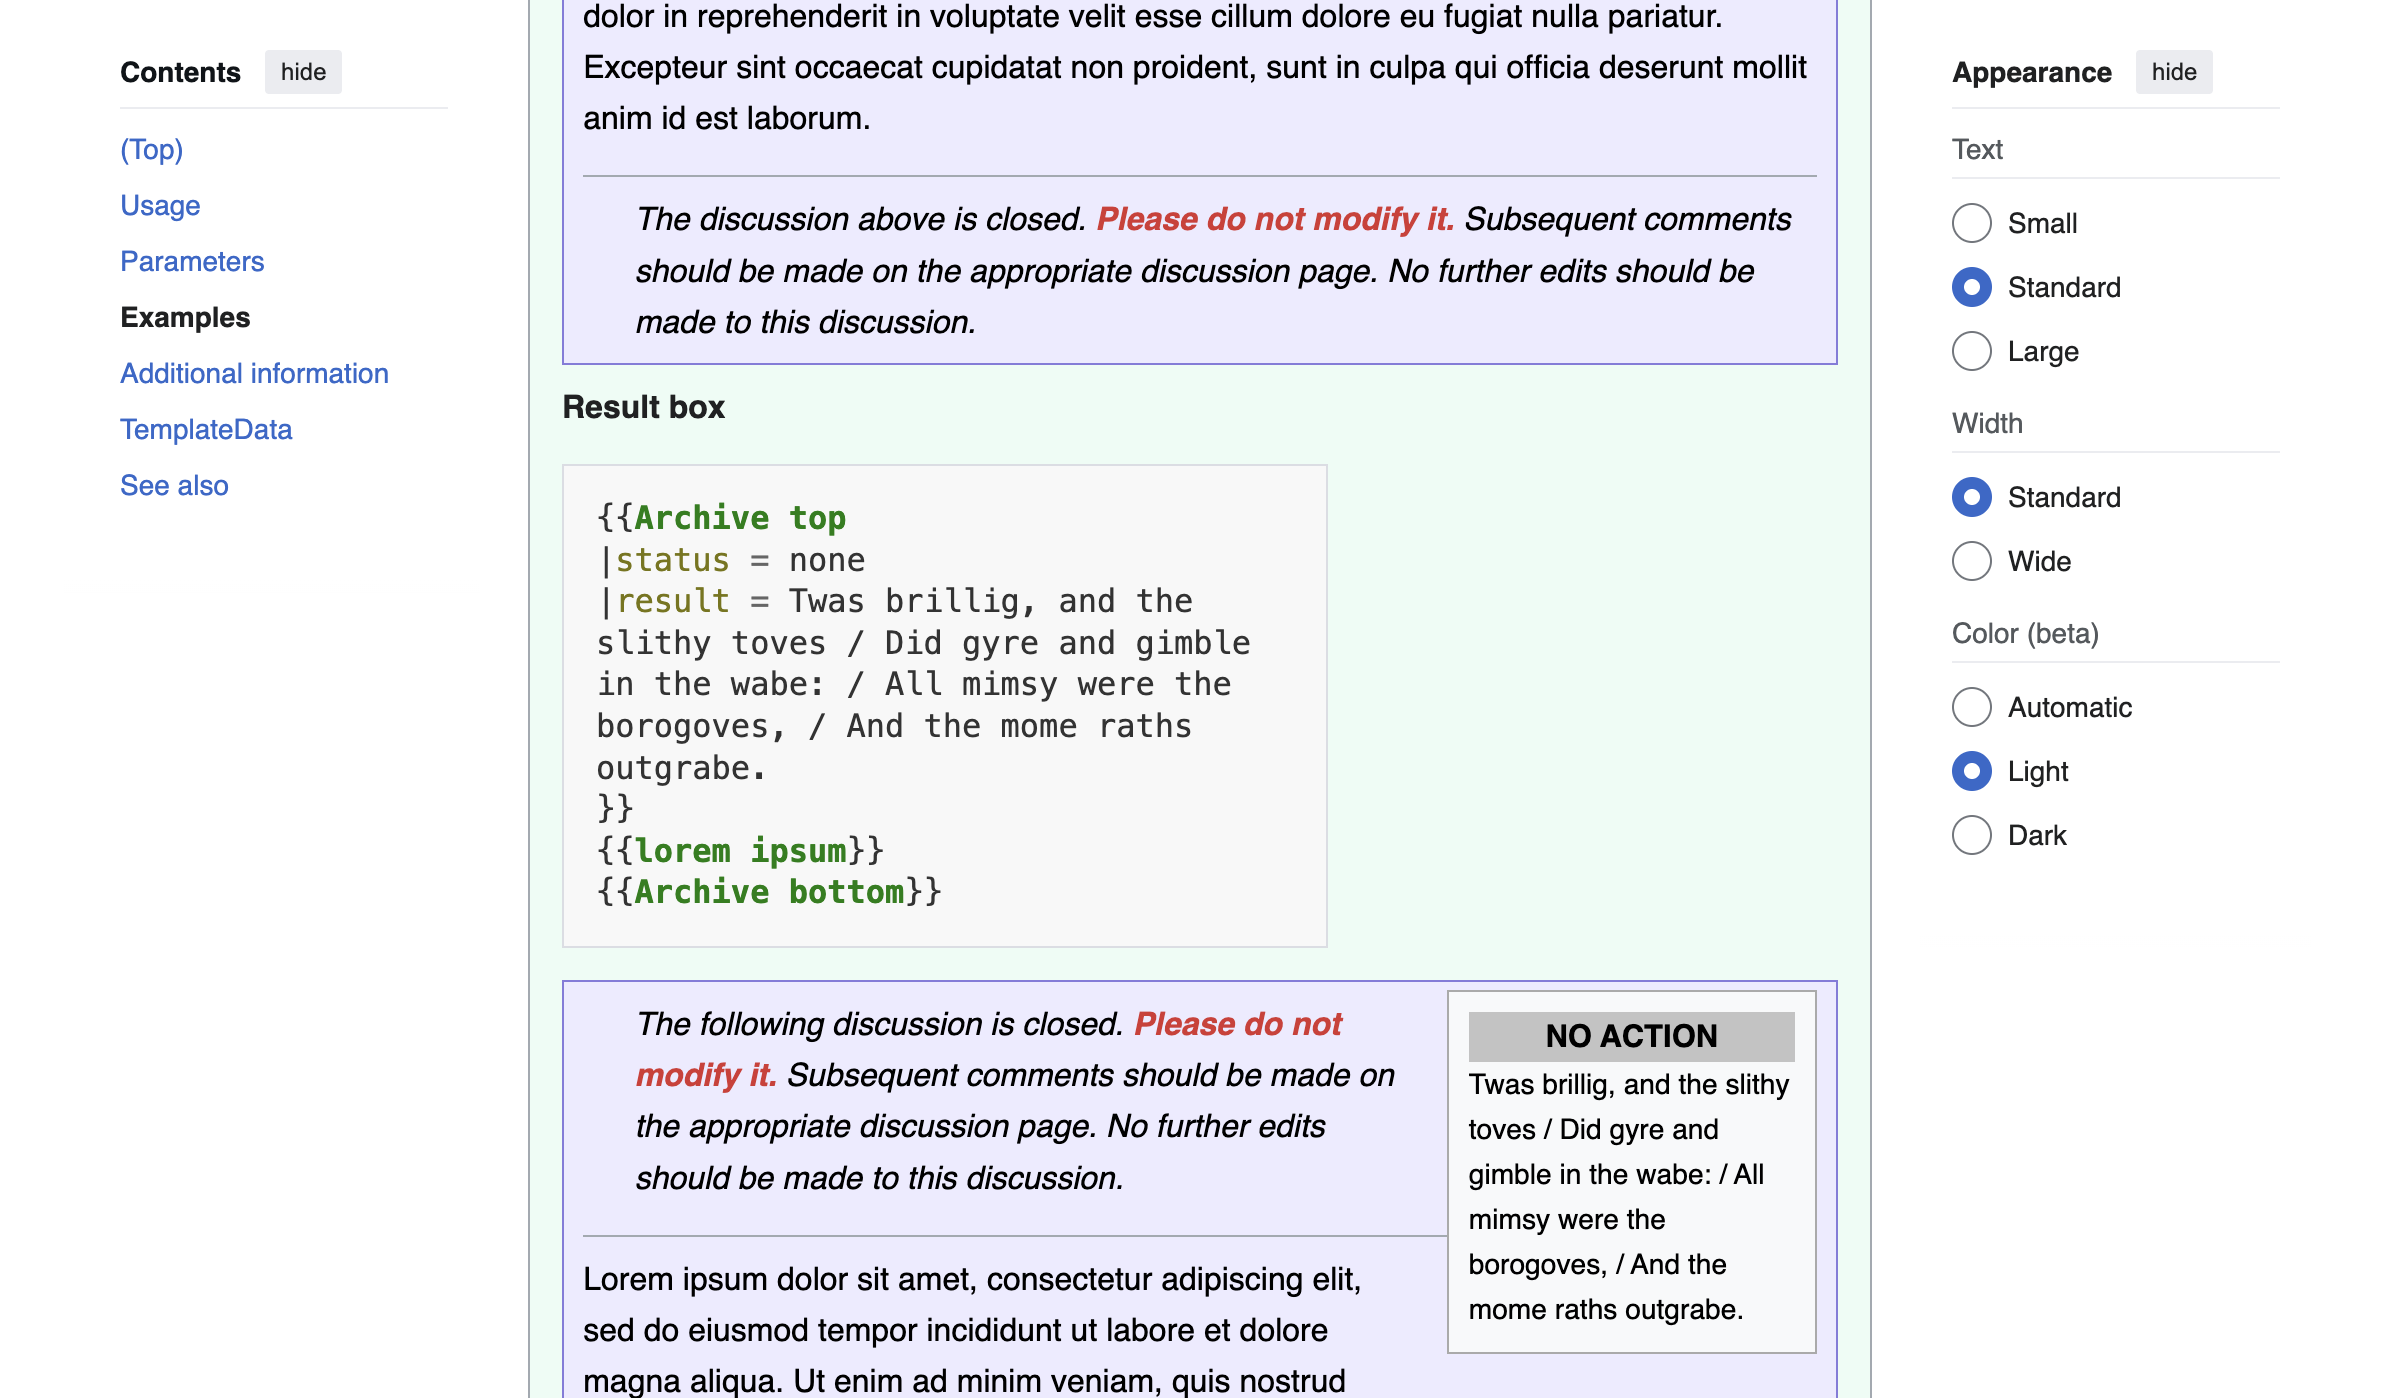 Contents hide
(Top)
Usage
Parameters
Examples
Additional information
TemplateData
See also
dolor in reprehenderit in voluptate velit esse cillum dolore eu fugiat nulla pariatur.
Excepteur sint occaecat cupidatat non proident, sunt in culpa qui officia deserunt mollit
anim id est laborum.
The discussion above is closed. Please do not modify it. Subsequent comments
should be made on the appropriate discussion page. No further edits should be
made to this discussion.
Result box
{{Archive top
|status = none
|result = Twas brillig, and the
slithy toves / Did gyre and gimble
in the wabe: / All mimsy were the
borogoves, / And the mome raths
outgrabe.
}}
{{lorem ipsum}}
{{Archive bottom}}
The following discussion is closed. Please do not
modify it. Subsequent comments should be made on
the appropriate discussion page. No further edits
should be made to this discussion.
NO ACTION
Twas brillig, and the slithy
toves / Did gyre and
gimble in the wabe: / All
mimsy were the
borogoves, / And the
mome raths outgrabe.
Lorem ipsum dolor sit amet, consectetur adipiscing elit,
sed do eiusmod tempor incididunt ut labore et dolore
magna aliqua. Ut enim ad minim veniam, quis nostrud
Appearance hide
Text
Small
Standard
Large
Width
Standard
Wide
Color (beta)
Automatic
Light
Dark